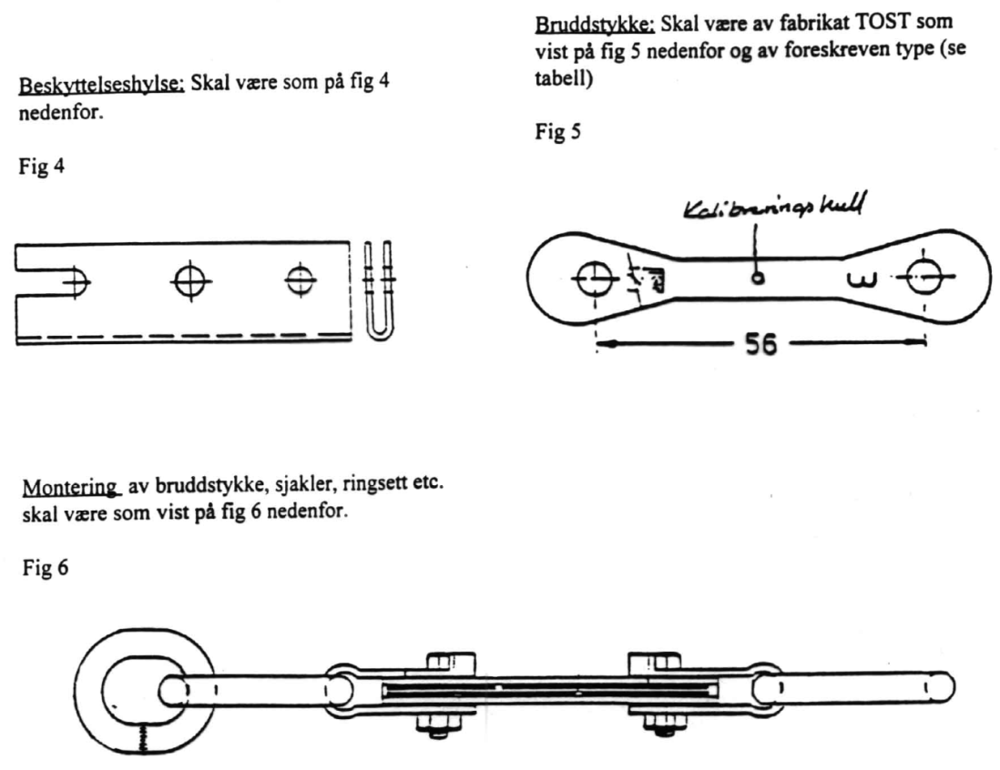 Beskyttelseshylse: Skal være som på fig 4
nedenfor.
Fig 4
Bruddstykke: Skal være av fabrikat TOST som
vist på fig 5 nedenfor og av foreskreven type (se
tabell)
Fig 5
Kalibreringshull
3
56
Montering av bruddstykke, sjakler, ringsett etc.
skal være som vist på fig 6 nedenfor.
Fig 6